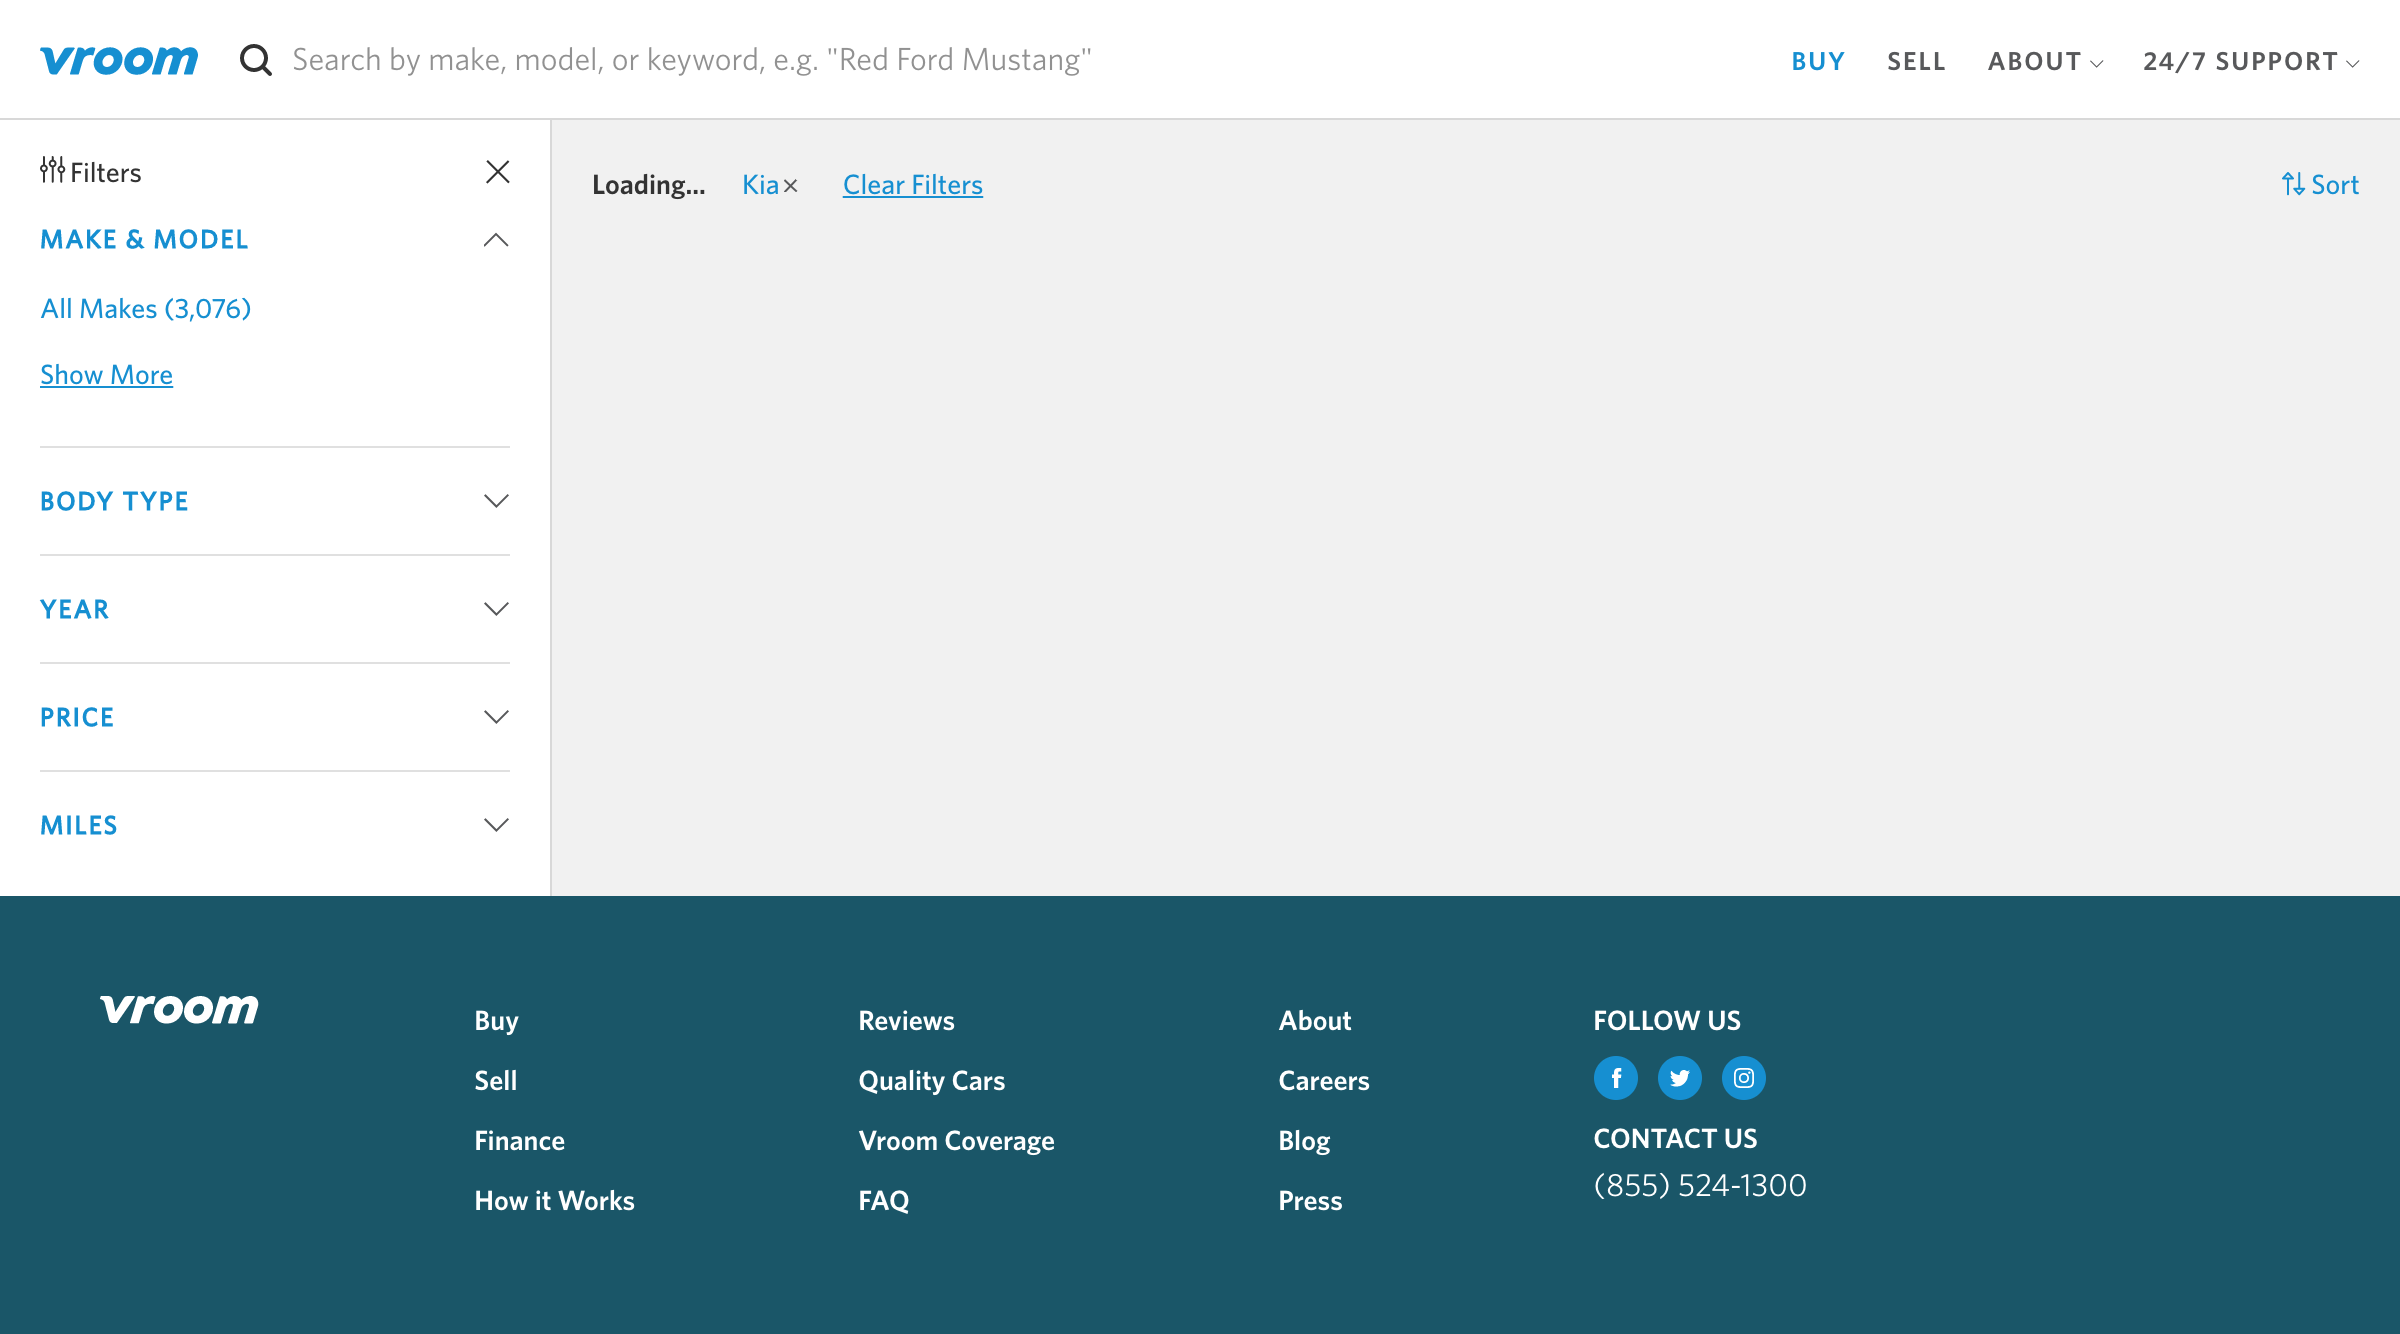 vroom
Search by make, model, or keyword, e.g. "Red Ford Mustang"
BUY
SELL
ABOUT
24/7 SUPPORT
Filters
MAKE & MODEL
All Makes (3,076)
Show More
BODY TYPE
YEAR
PRICE
MILES
Loading...
Kia
Clear Filters
Sort
vroom
Buy
Sell
Finance
How it Works
Reviews
Quality Cars
Vroom Coverage
FAQ
About
Careers
Blog
Press
FOLLOW US
CONTACT US
(855) 524-1300